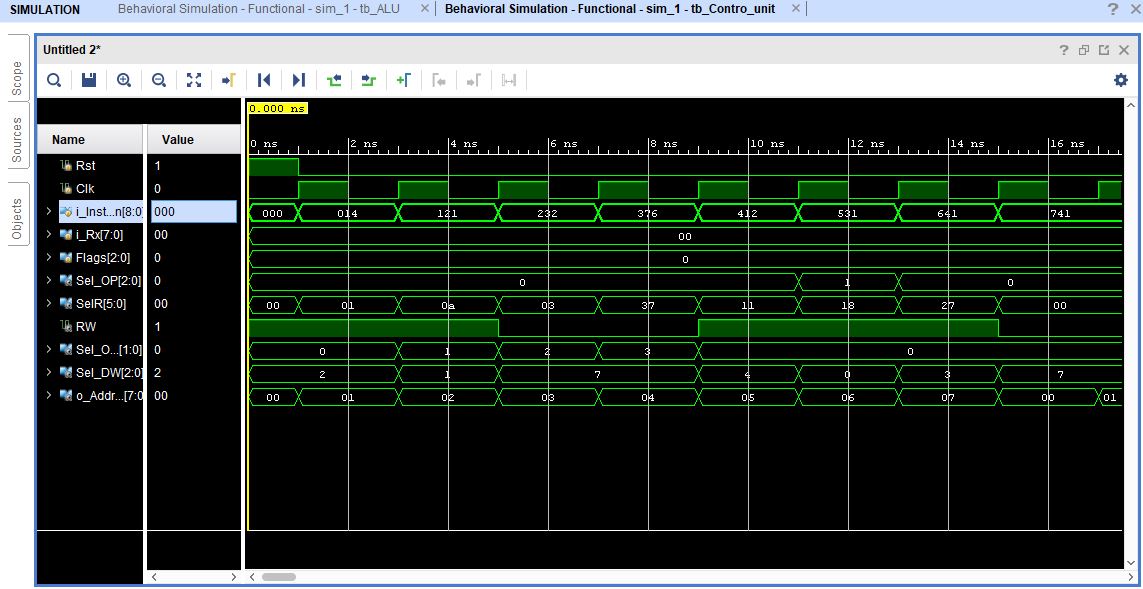 SIMULATION Behavioral Simulation - Functional - sim_1 - tb_ALU Behavioral Simulation - Functional - sim_1 - tb_Contro_unit
Scope
Sources
Objects
Untitled 2*
0.000 ns
Name Value
0 ns 2 ns 4 ns 6 ns 8 ns 10 ns 12 ns 14 ns 16 ns
Rst 1
Clk 0
i_Inst...n[8:0] 000 000 014 121 232 376 412 531 641 741
i_Rx[7:0] 00 00
Flags[2:0] 0 0
Sel_OP[2:0] 0 0 1 0
SelR[5:0] 00 00 01 0a 03 37 11 18 27 00
RW 1
Sel_O...[1:0] 0 0 1 2 3 0
Sel_DW[2:0] 2 2 1 7 4 0 3 7
o_Addr...[7:0 00 00 01 02 03 04 05 06 07 00 01